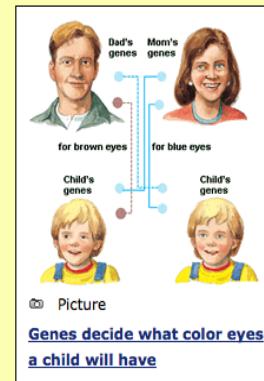 Dad's Mom's
genes genes
for brown eyes for blue eyes
Child's Child's
genes genes
Picture
Genes decide what color eyes
a child will have